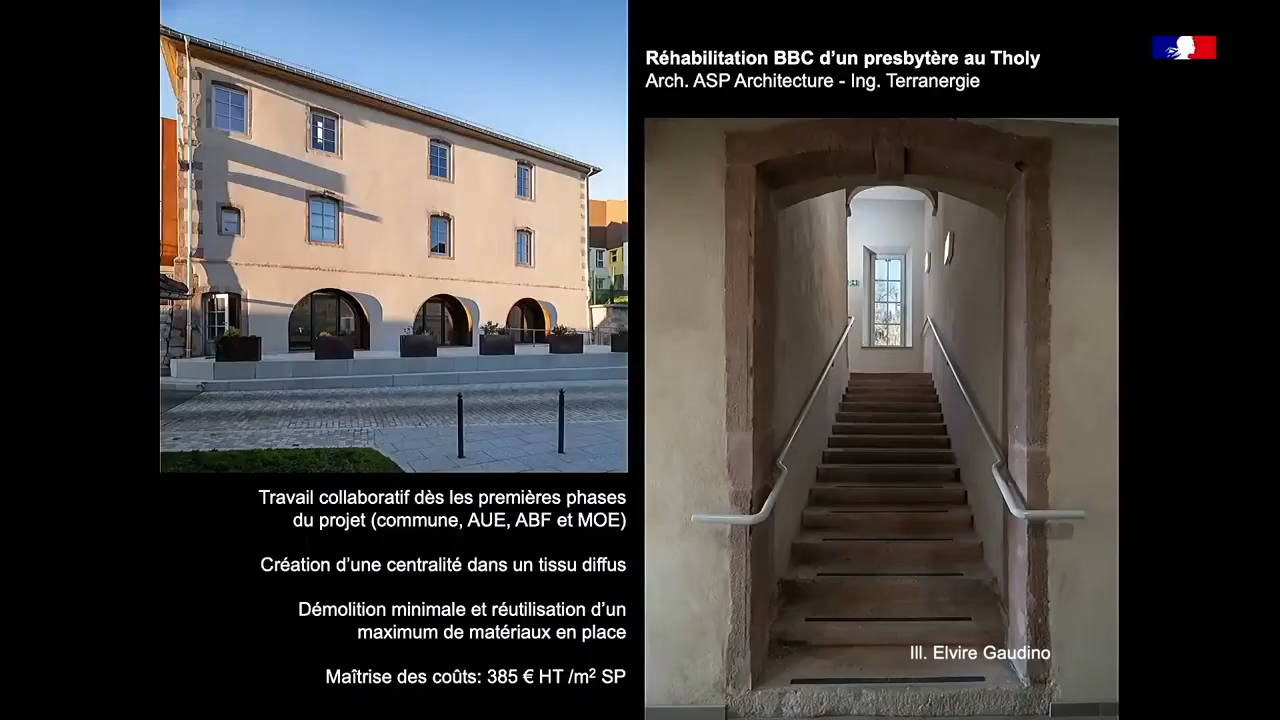 Réhabilitation BBC d’un presbytère au Tholy
Arch. ASP Architecture - Ing. Terranergie
Travail collaboratif dès les premières phases
du projet (commune, AUE, ABF et MOE)
Création d’une centralité dans un tissu diffus
Démolition minimale et réutilisation d’un
maximum de matériaux en place
Maîtrise des coûts: 385 € HT /m² SP
Ill. Elvire Gaudino